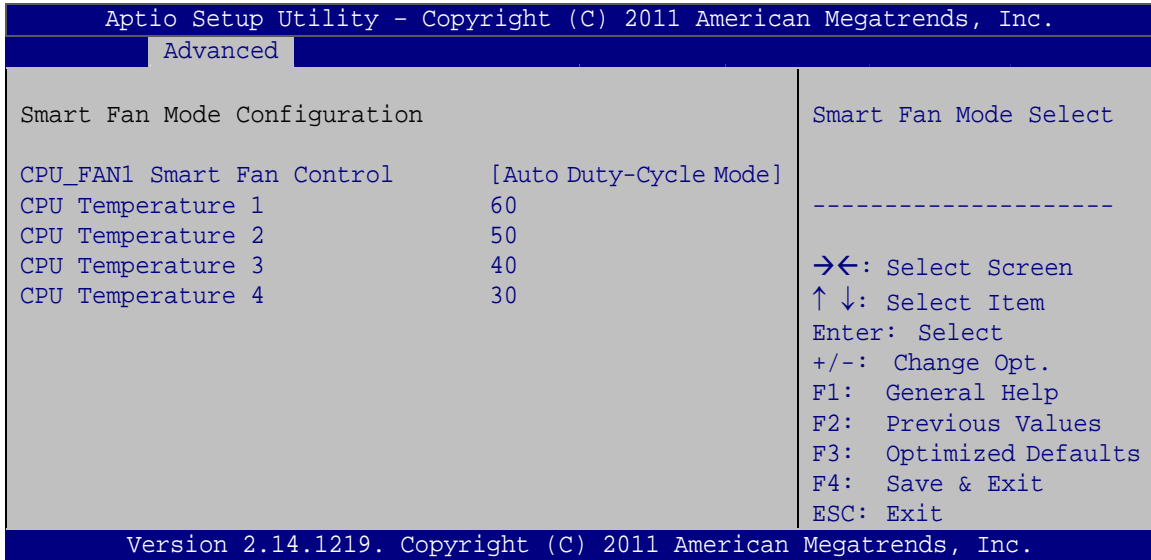 Aptio Setup Utility – Copyright (C) 2011 American Megatrends, Inc.
Advanced
Smart Fan Mode Configuration
CPU_FAN1 Smart Fan Control [Auto Duty-Cycle Mode]
CPU Temperature 1 60
CPU Temperature 2 50
CPU Temperature 3 40
CPU Temperature 4 30
Smart Fan Mode Select
---------------------
→←: Select Screen
↑ ↓: Select Item
Enter: Select
+/-: Change Opt.
F1: General Help
F2: Previous Values
F3: Optimized Defaults
F4: Save & Exit
ESC: Exit
Version 2.14.1219. Copyright (C) 2011 American Megatrends, Inc.